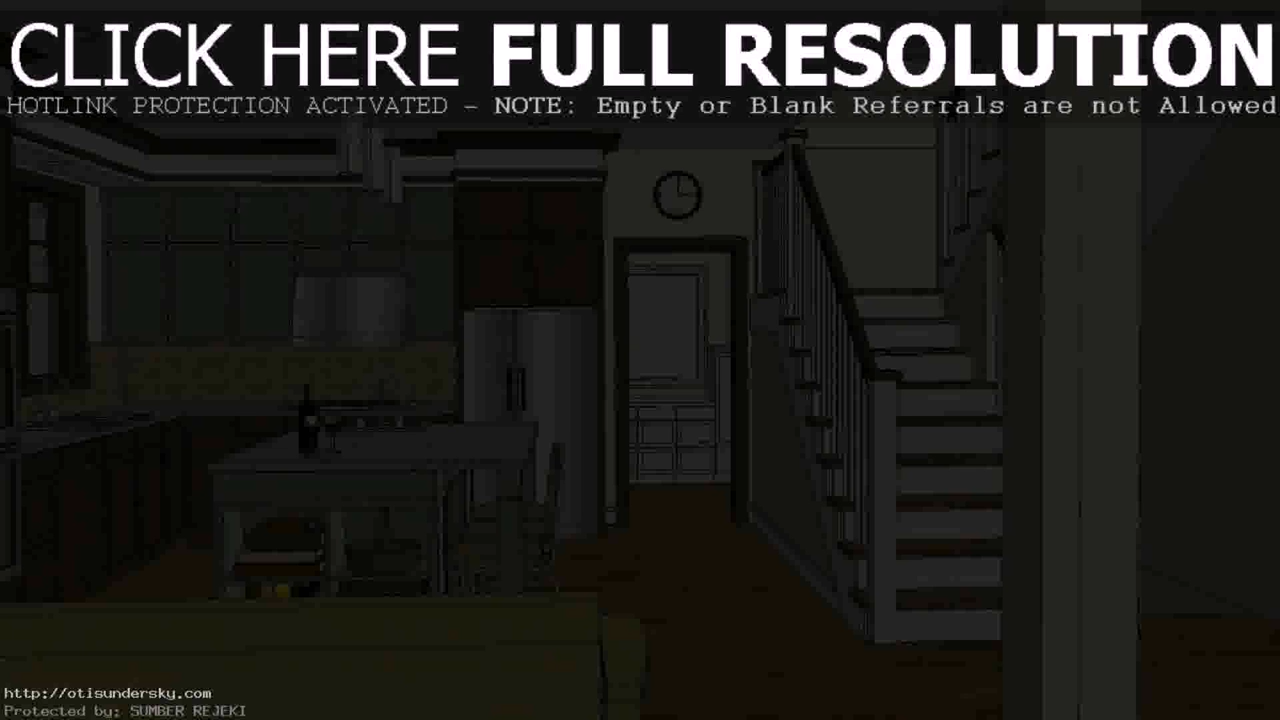 CLICK HERE FULL RESOLUTION
HOTLINK PROTECTION ACTIVATED - NOTE: Empty or Blank Referrals are not Allowed
http://otisundersky.com
Protected by: SUMBER REJEKI